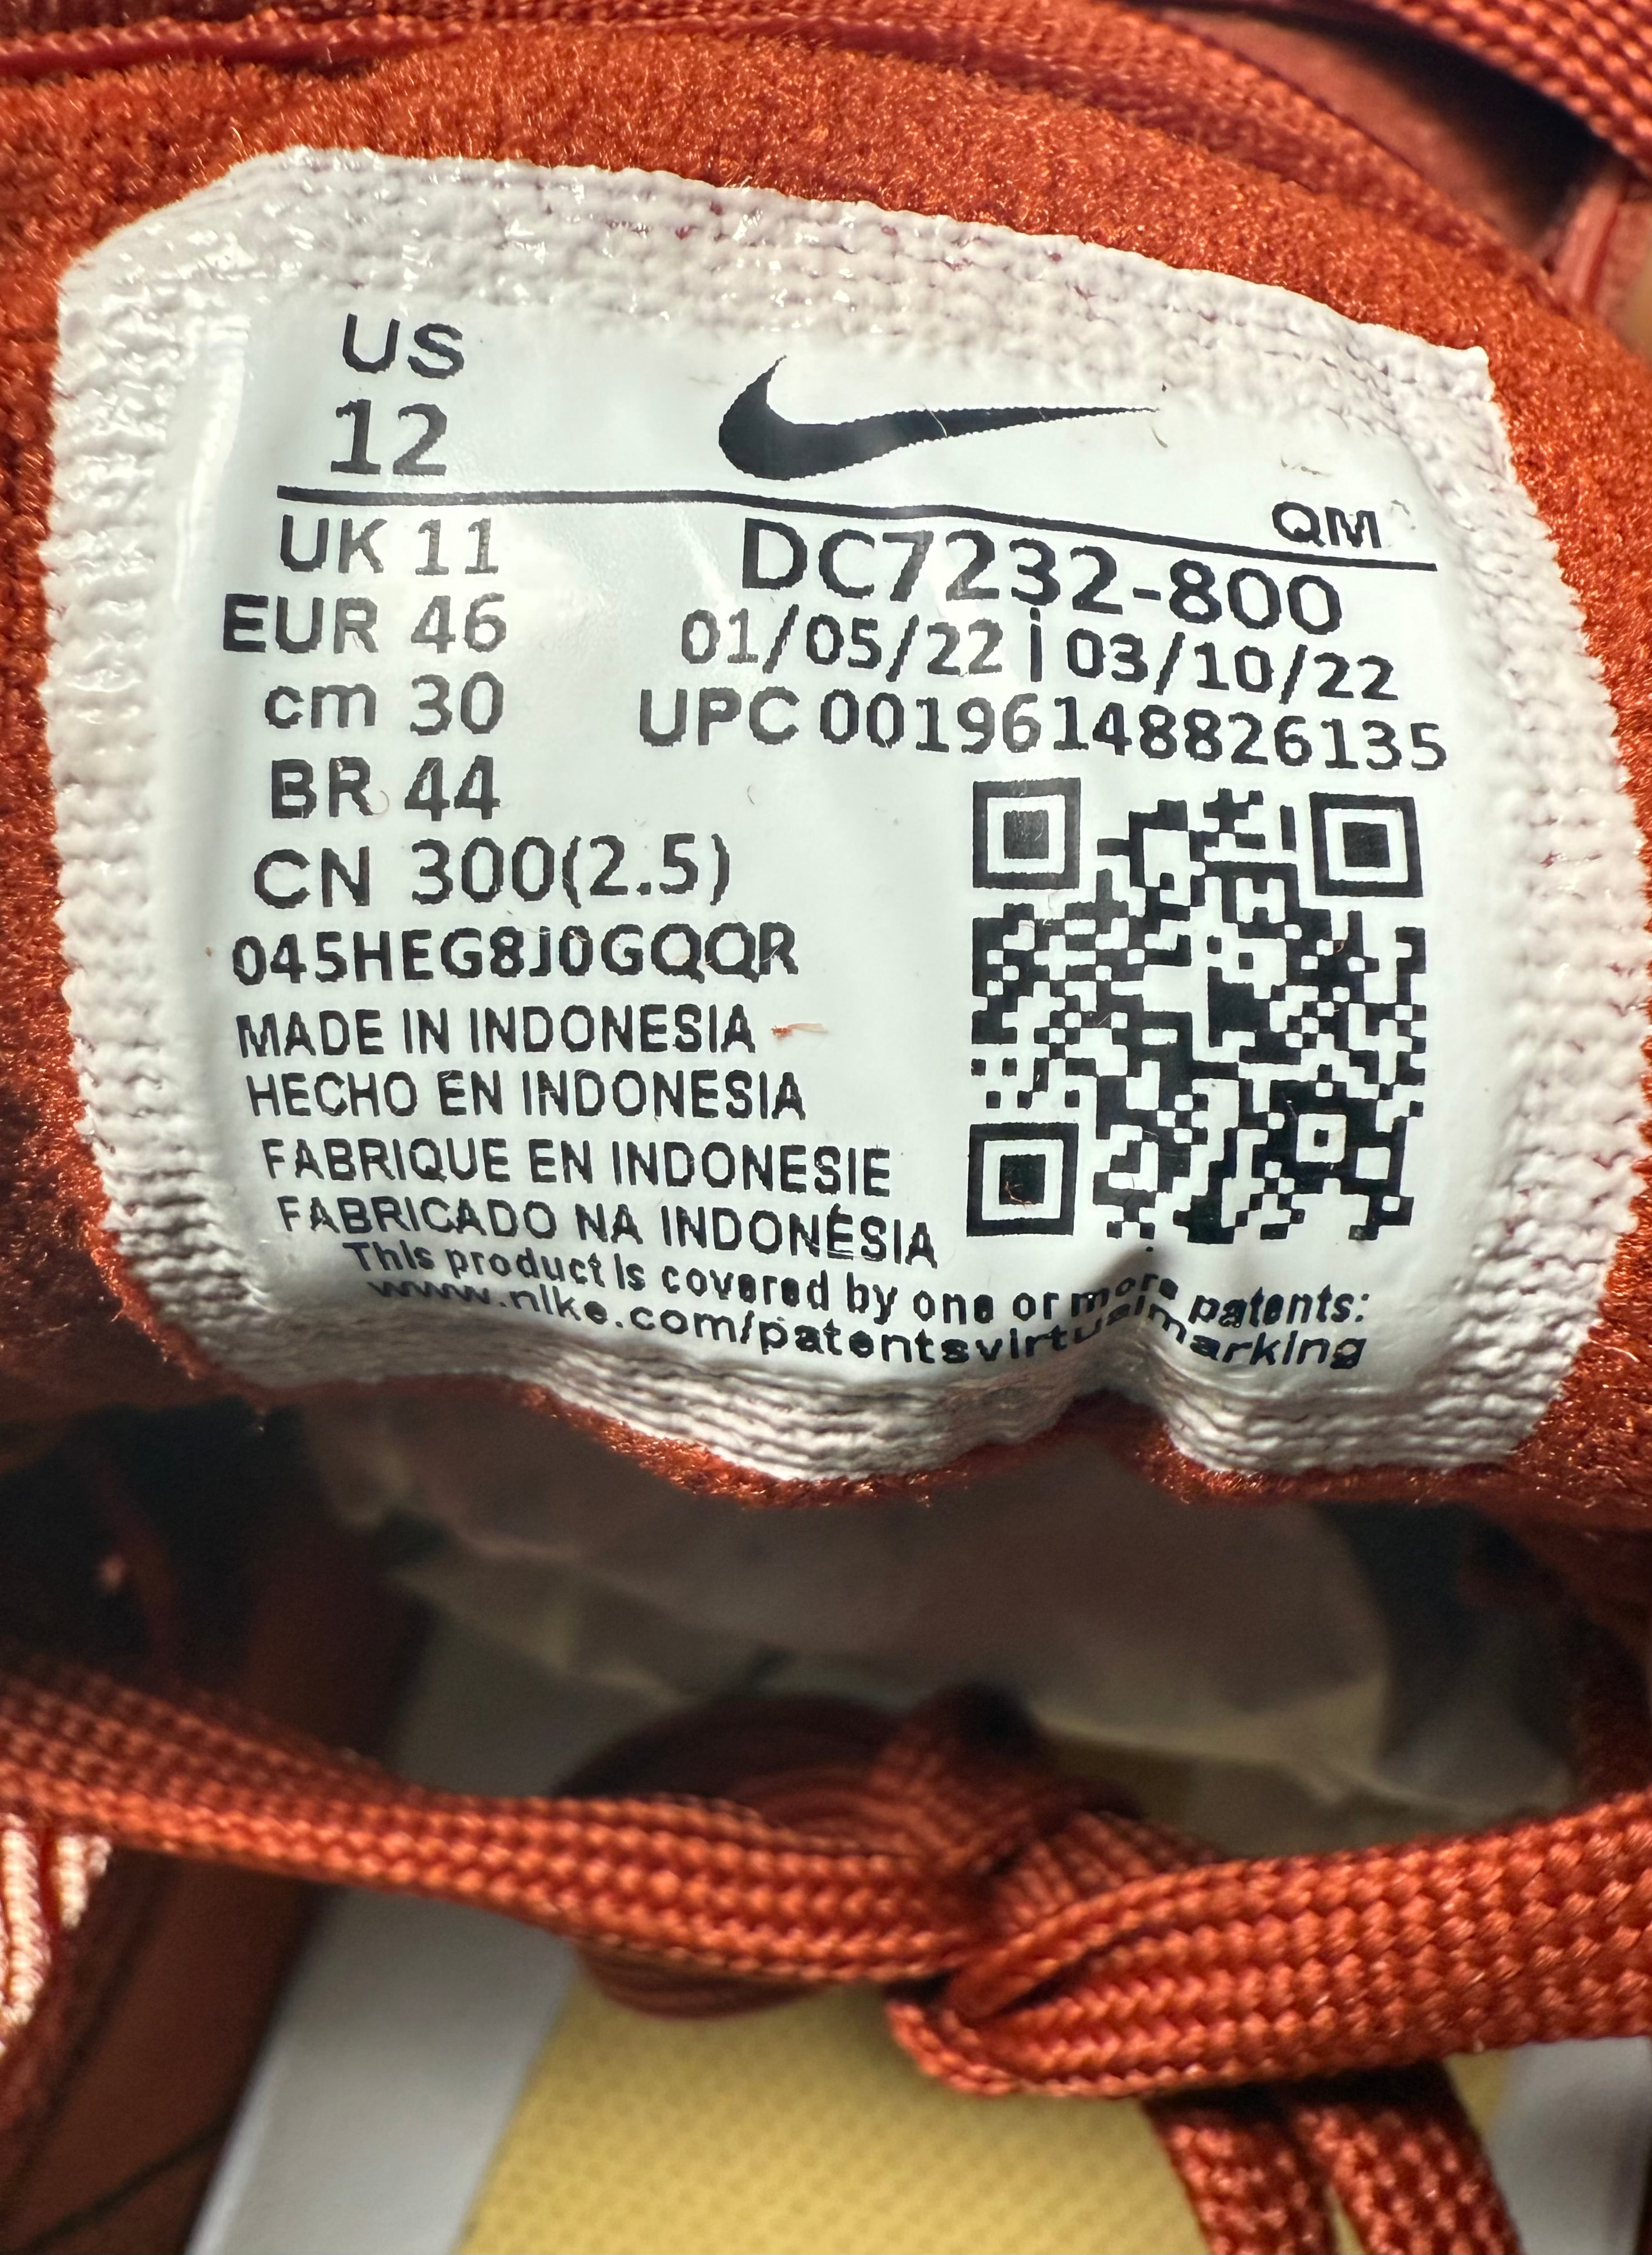 US
12
UK 11
EUR 46
cm 30
BR 44
CN 300(2.5)
QM
DC7232-800
01/05/22 | 03/10/22
UPC 00196148826135
045HEG8J0GQQR
MADE IN INDONESIA
HECHO EN INDONESIA
FABRIQUE EN INDONESIE
FABRICADO NA INDONÉSIA
This product is covered by one or more patents:
www.nike.com/patentsvirtualmarking